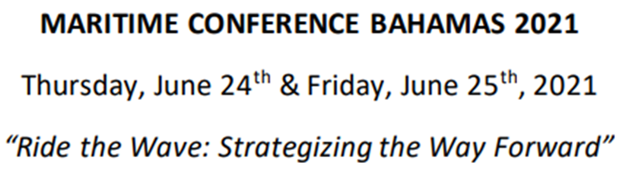 MARITIME CONFERENCE BAHAMAS 2021
Thursday, June 24th & Friday, June 25th, 2021
“Ride the Wave: Strategizing the Way Forward”